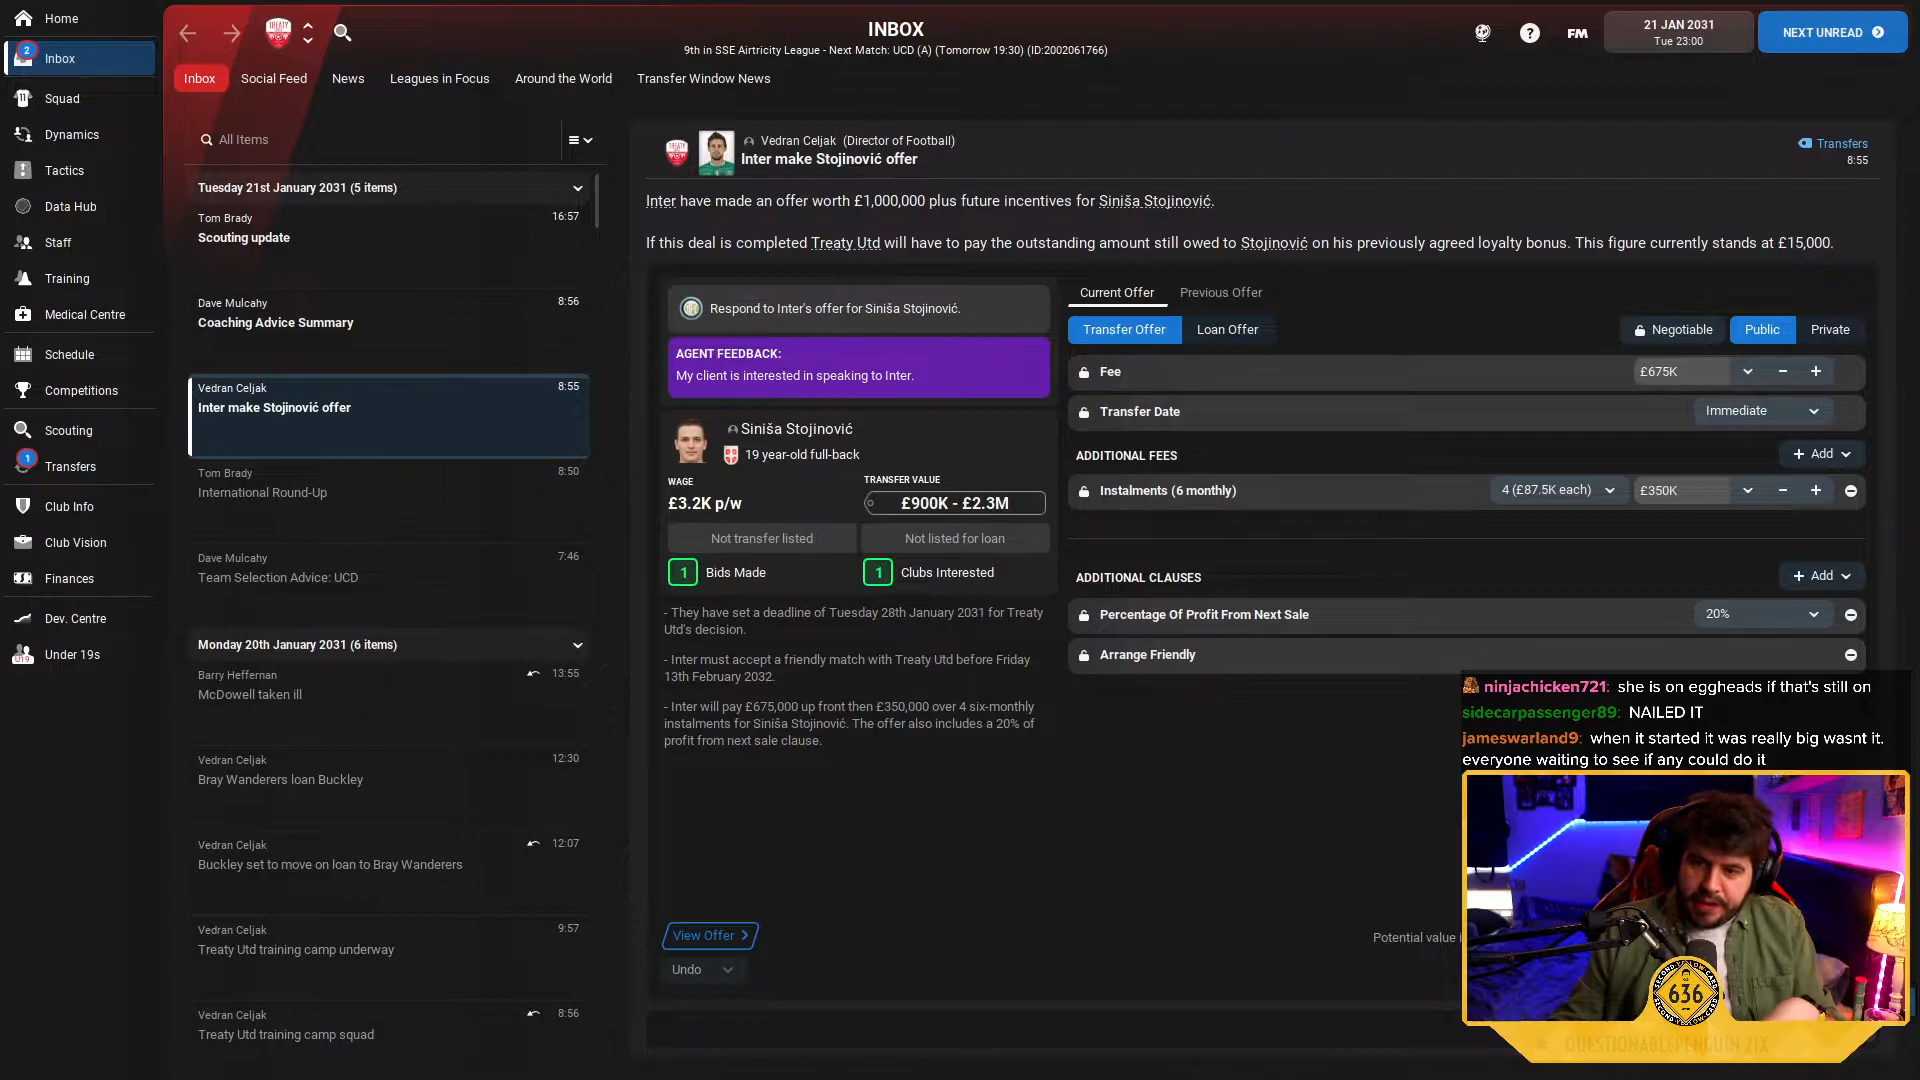 Home
TREATY
INBOX
9th in SSE Airtricity League - Next Match: UCD (A) (Tomorrow 19:30) (ID:2002061766)
FM
21 JAN 2031
Tue 23:00
NEXT UNREAD
2
Inbox
Inbox
Social Feed
News
Leagues in Focus
Around the World
Transfer Window News
Squad
Dynamics
Tactics
Data Hub
Staff
Training
Medical Centre
Schedule
Competitions
Scouting
1
Transfers
Club Info
Club Vision
Finances
Dev. Centre
U19
Under 19s
All Items
Tuesday 21st January 2031 (5 items)
Tom Brady 16:57
Scouting update
Dave Mulcahy 8:56
Coaching Advice Summary
Vedran Celjak 8:55
Inter make Stojinović offer
Tom Brady 8:50
International Round-Up
Dave Mulcahy 7:46
Team Selection Advice: UCD
Monday 20th January 2031 (6 items)
Barry Heffernan 13:55
McDowell taken ill
Vedran Celjak 12:30
Bray Wanderers loan Buckley
Vedran Celjak 12:07
Buckley set to move on loan to Bray Wanderers
Vedran Celjak 9:57
Treaty Utd training camp underway
Vedran Celjak 8:56
Treaty Utd training camp squad
TREATY
Vedran Celjak (Director of Football)
Inter make Stojinović offer
Transfers
8:55
Inter have made an offer worth £1,000,000 plus future incentives for Siniša Stojinović.
If this deal is completed Treaty Utd will have to pay the outstanding amount still owed to Stojinović on his previously agreed loyalty bonus. This figure currently stands at £15,000.
Respond to Inter's offer for Siniša Stojinović.
AGENT FEEDBACK:
My client is interested in speaking to Inter.
Siniša Stojinović
19 year-old full-back
WAGE
TRANSFER VALUE
£3.2K p/w
£900K - £2.3M
Not transfer listed
Not listed for loan
1 Bids Made
1 Clubs Interested
- They have set a deadline of Tuesday 28th January 2031 for Treaty
Utd's decision.
- Inter must accept a friendly match with Treaty Utd before Friday
13th February 2032.
- Inter will pay £675,000 up front then £350,000 over 4 six-monthly
instalments for Siniša Stojinović. The offer also includes a 20% of
profit from next sale clause.
View Offer
Undo
Current Offer
Previous Offer
Transfer Offer
Loan Offer
Negotiable
Public
Private
Fee
£675K
Transfer Date
Immediate
ADDITIONAL FEES
Add
Instalments (6 monthly)
4 (£87.5K each)
£350K
ADDITIONAL CLAUSES
Add
Percentage Of Profit From Next Sale
20%
Arrange Friendly
Potential value i
ninjachicken721: she is on eggheads if that's still on
sidecarpassenger89: NAILED IT
jameswarland9: when it started it was really big wasnt it.
everyone waiting to see if any could do it
SECOND YELLOW CARD
636
SECOND YELLOW CARD
QUESTIONABLEPENGUIN 21X